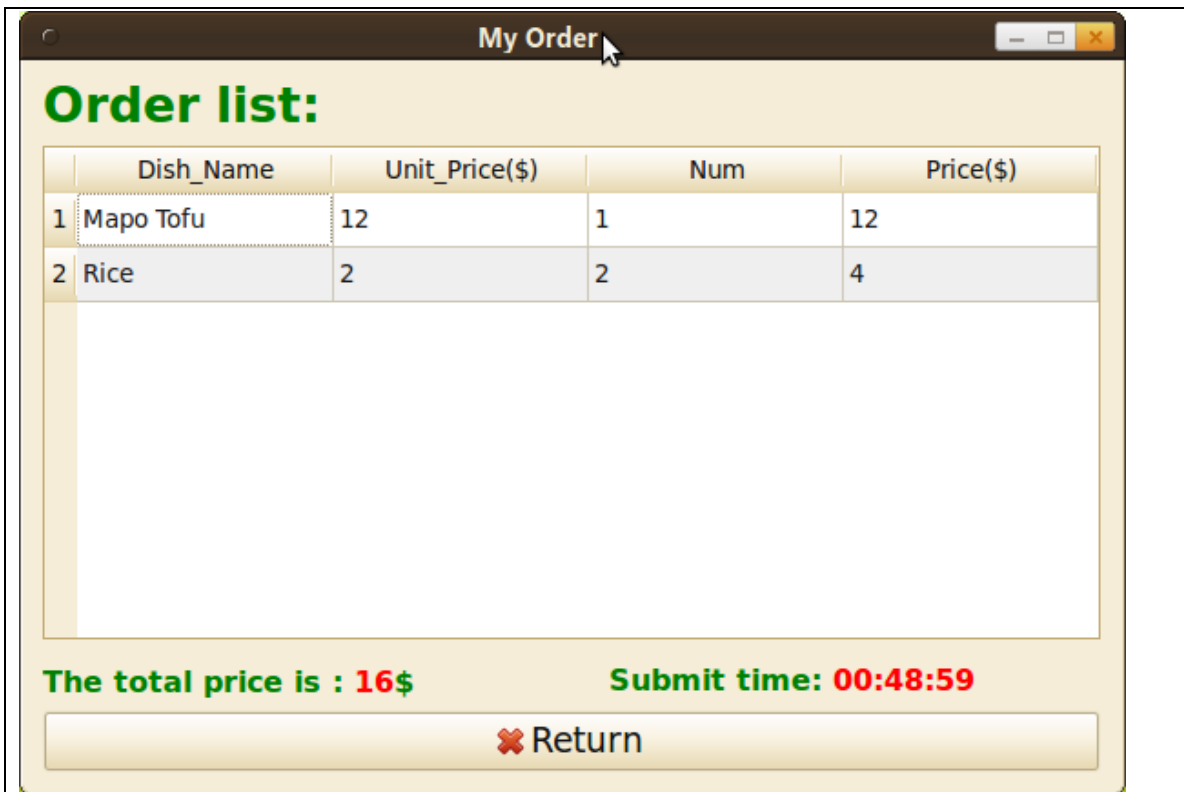 My Order
Order list:
Dish_Name Unit_Price($) Num Price($)
1 Mapo Tofu 12 1 12
2 Rice 2 2 4
The total price is : 16$ Submit time: 00:48:59
Return